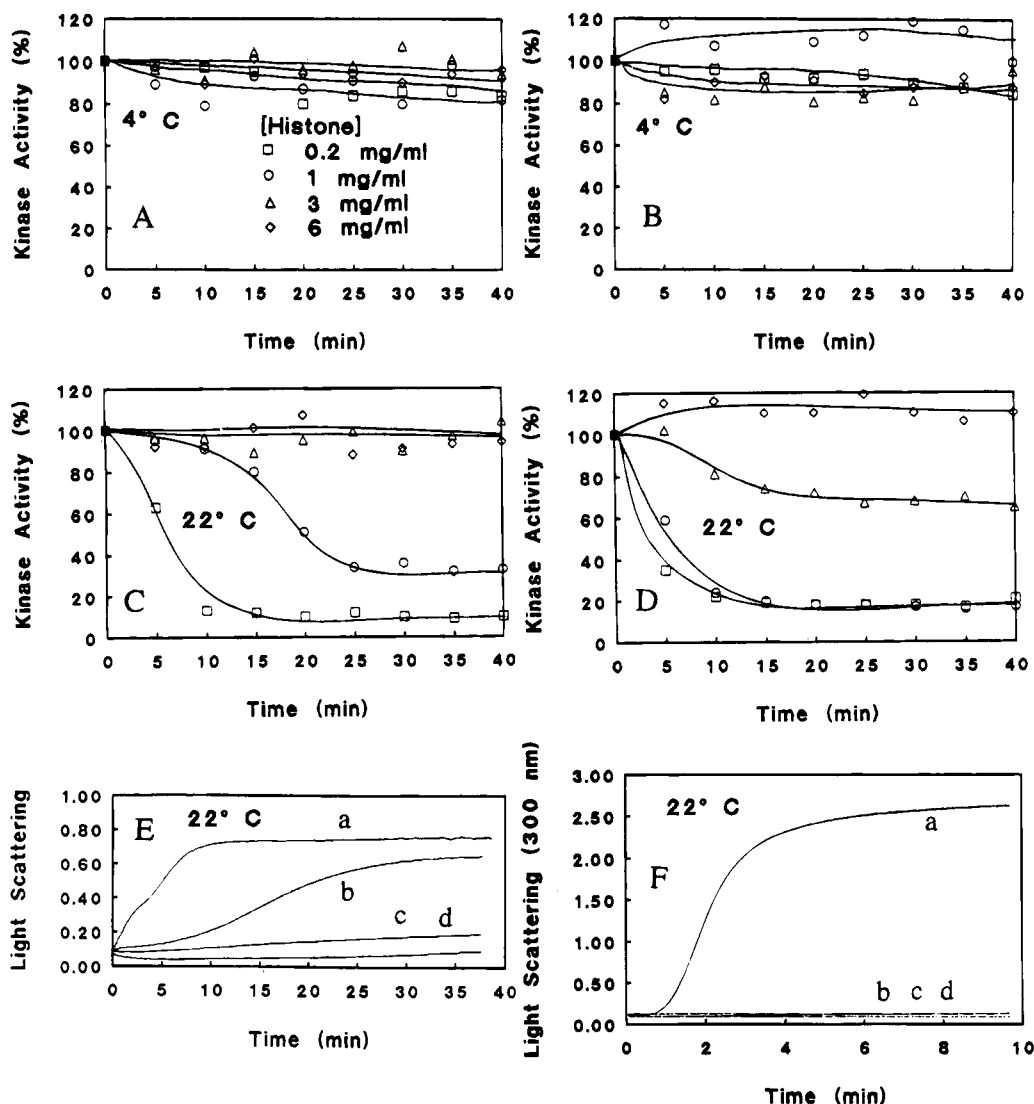 Kinase Activity (%)
120
100
80
60
40
20
0
4° C
[Histone]
0.2 mg/ml
1 mg/ml
3 mg/ml
6 mg/ml
A
0 5 10 15 20 25 30 35 40
Time (min)
Kinase Activity (%)
120
100
80
60
40
20
0
4° C
B
0 5 10 15 20 25 30 35 40
Time (min)
Kinase Activity (%)
120
100
80
60
40
20
0
22° C
C
0 5 10 15 20 25 30 35 40
Time (min)
Kinase Activity (%)
120
100
80
60
40
20
0
22° C
D
0 5 10 15 20 25 30 35 40
Time (min)
Light Scattering
1.00
0.80
0.60
0.40
0.20
0.00
E
22° C
a
b
c d
0 5 10 15 20 25 30 35 40
Time (min)
Light Scattering (300 nm)
3.00
2.50
2.00
1.50
1.00
0.50
0.00
22° C
a
F
b c d
0 2 4 6 8 10
Time (min)